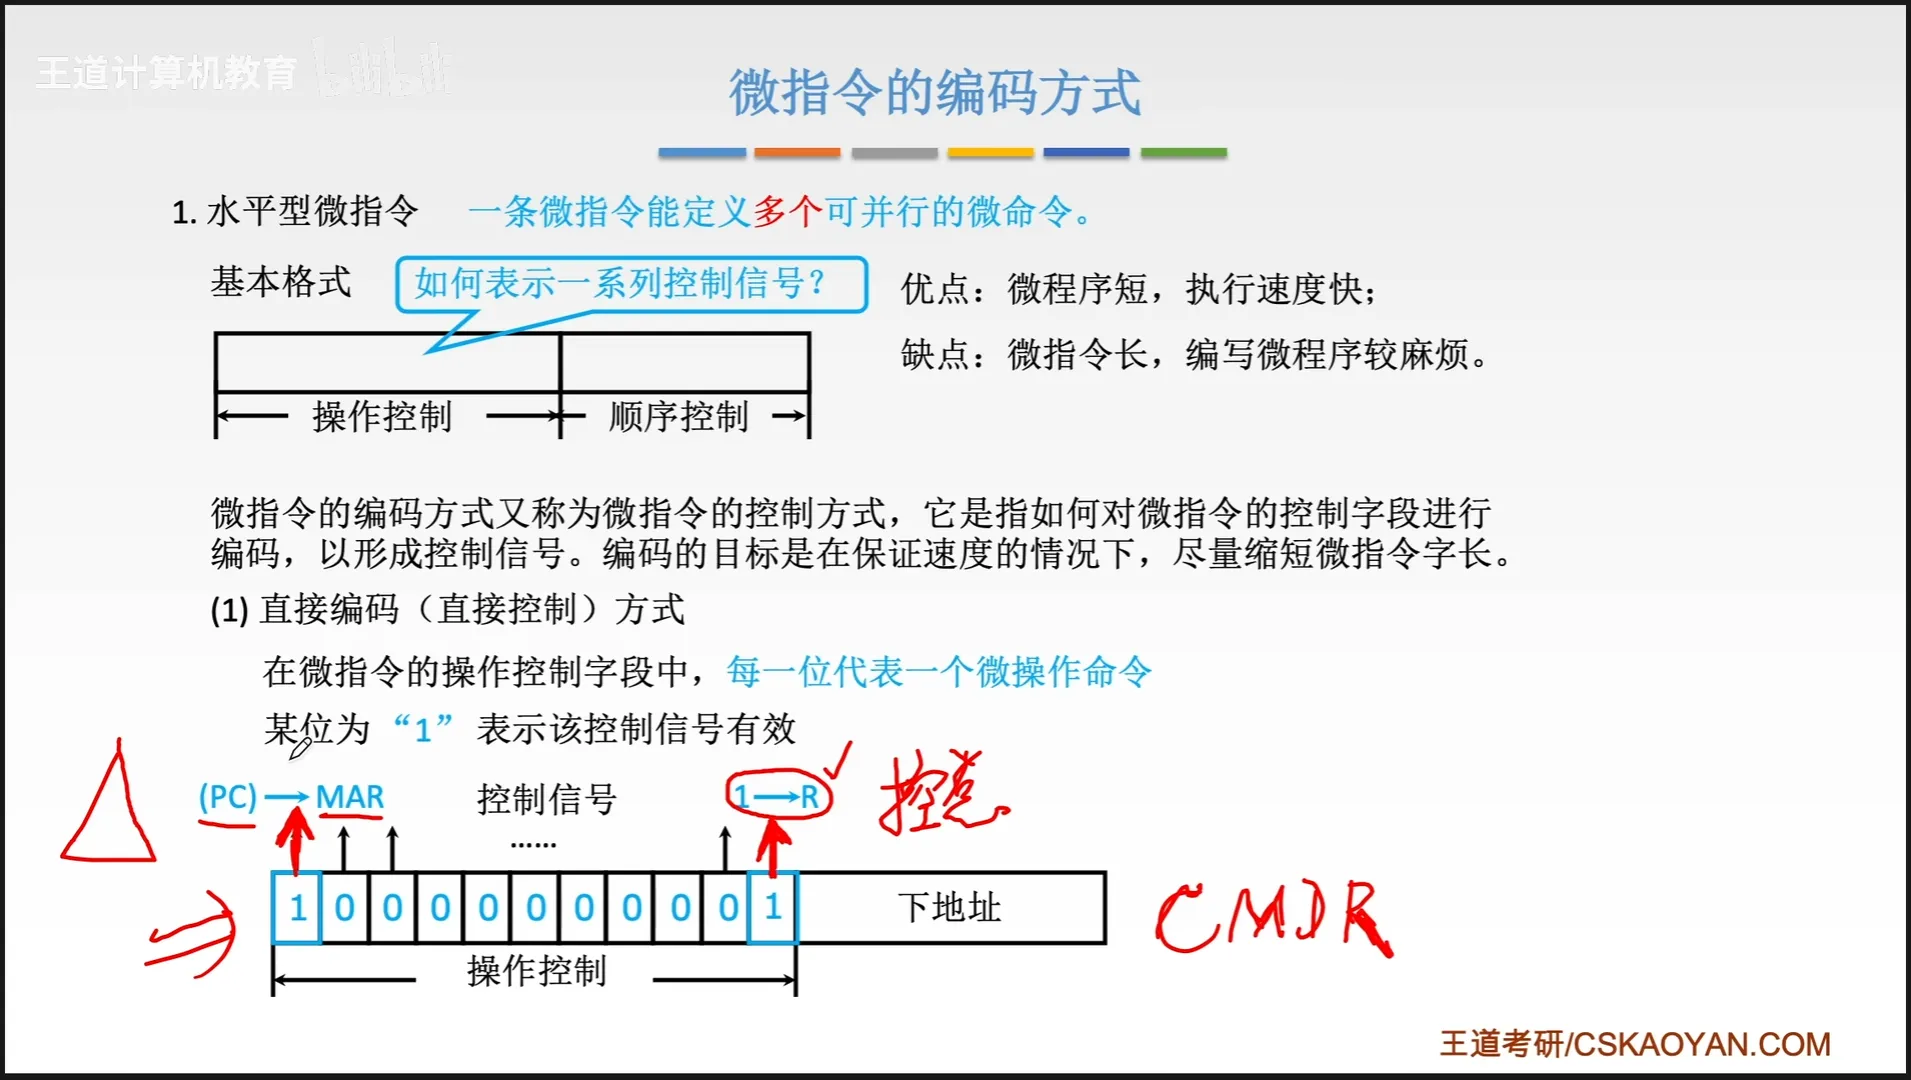 王道计算机教育 bilibili
微指令的编码方式
1. 水平型微指令 一条微指令能定义多个可并行的微命令。
基本格式 如何表示一系列控制信号？
优点：微程序短，执行速度快；
缺点：微指令长，编写微程序较麻烦。
操作控制 顺序控制
微指令的编码方式又称为微指令的控制方式，它是指如何对微指令的控制字段进行
编码，以形成控制信号。编码的目标是在保证速度的情况下，尽量缩短微指令字长。
(1) 直接编码（直接控制）方式
在微指令的操作控制字段中，每一位代表一个微操作命令
某位为“1” 表示该控制信号有效
(PC)→MAR 控制信号 1→R 控总
......
1 0 0 0 0 0 0 0 0 0 1 下地址 CMDR
操作控制
王道考研/CSKAOYAN.COM